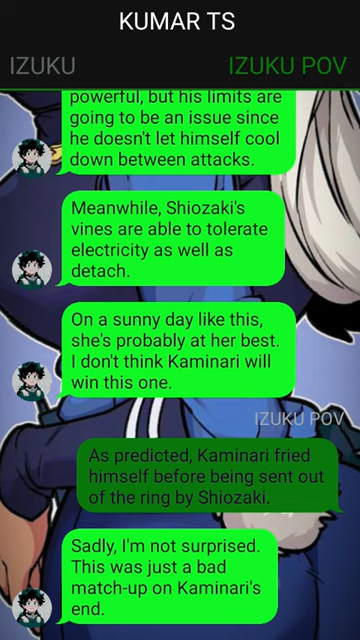 KUMAR TS
IZUKU
IZUKU POV
powerful, but his limits are
going to be an issue since
he doesn't let himself cool
down between attacks.
Meanwhile, Shiozaki's
vines are able to tolerate
electricity as well as
detach.
On a sunny day like this,
she's probably at her best.
I don't think Kaminari will
win this one.
IZUKU POV
As predicted, Kaminari fried
himself before being sent out
of the ring by Shiozaki.
Sadly, I'm not surprised.
This was just a bad
match-up on Kaminari's
end.